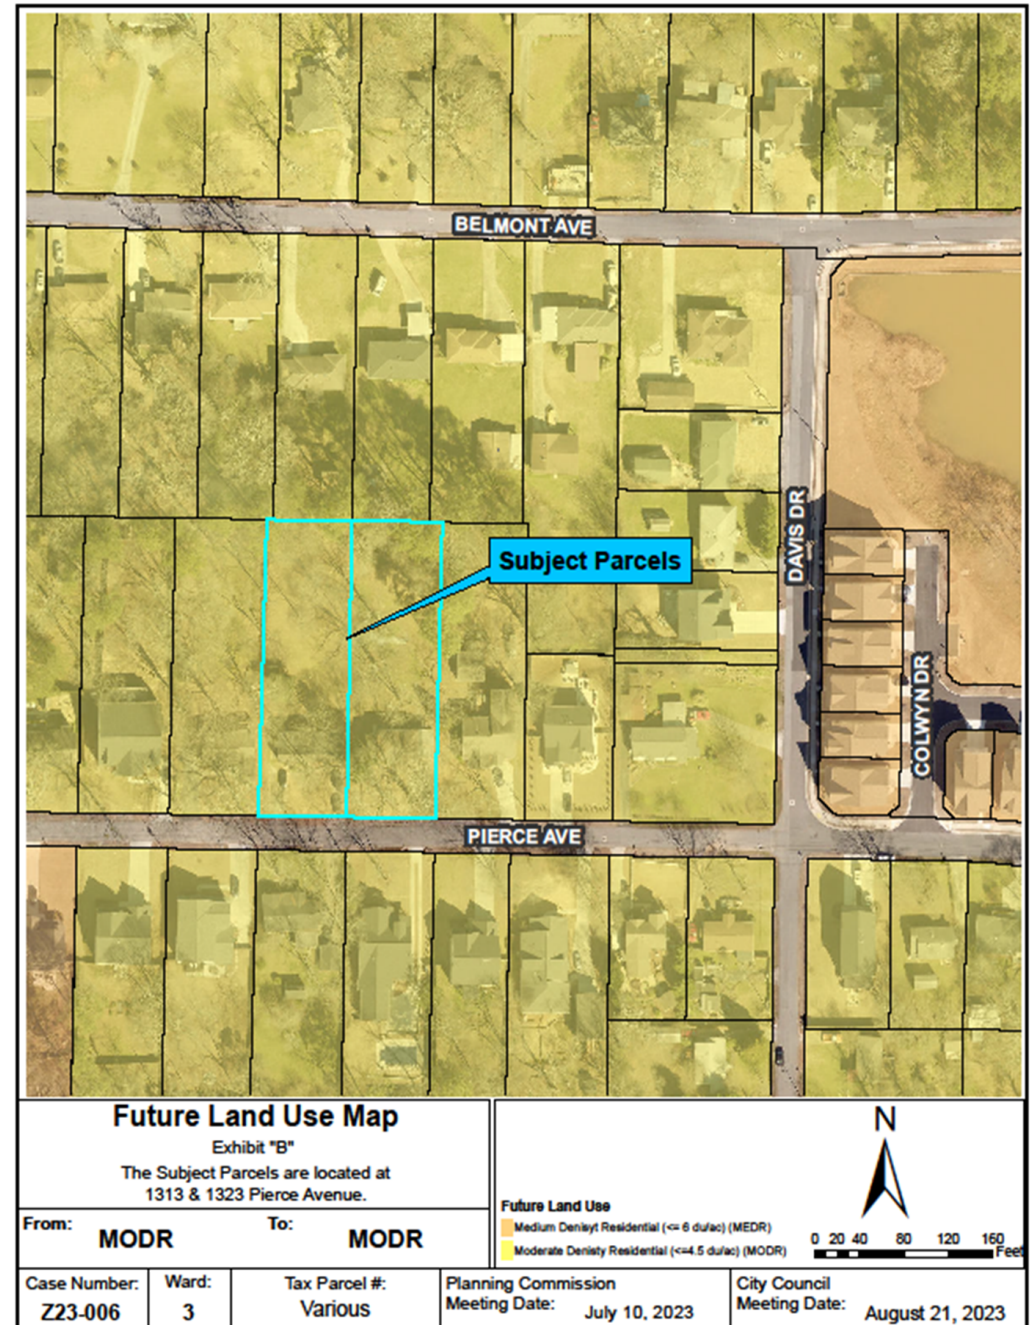 BELMONT AVE
Subject Parcels
DAVIS DR
COLWYN DR
PIERCE AVE
Future Land Use Map
Exhibit "B"
The Subject Parcels are located at
1313 & 1323 Pierce Avenue.
From:
MODR
To:
MODR
N
Future Land Use
Medium Denisyt Residential (<= 6 du/ac) (MEDR)
Moderate Denisty Residential (<=4.5 du/ac) (MODR)
0 20 40 80 120 160
Feet
Case Number:
Z23-006
Ward:
3
Tax Parcel #:
Various
Planning Commission
Meeting Date: July 10, 2023
City Council
Meeting Date: August 21, 2023